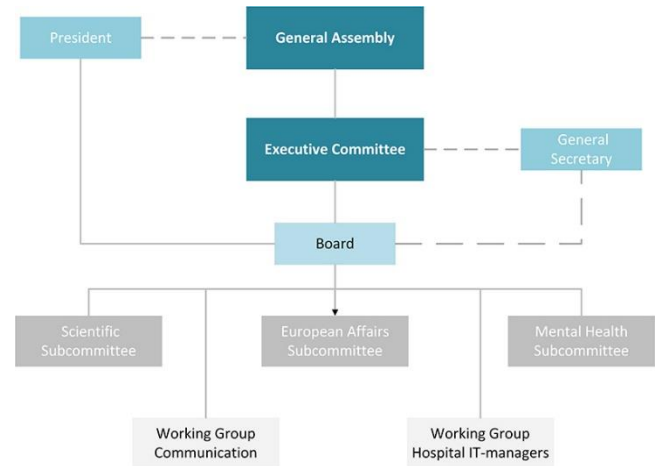 President
General Assembly
Executive Committee
General
Secretary
Board
Scientific
Subcommittee
European Affairs
Subcommittee
Mental Health
Subcommittee
Working Group
Communication
Working Group
Hospital IT-managers